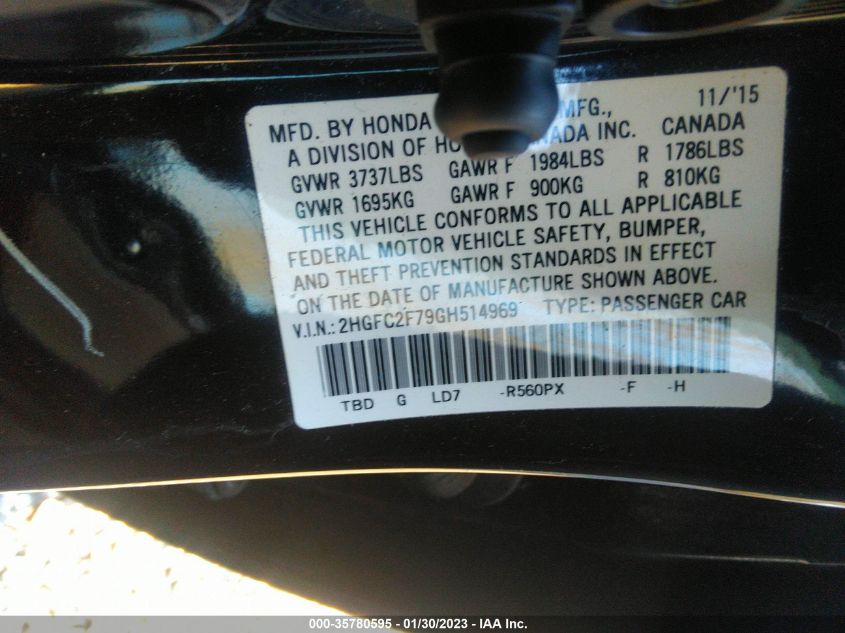 MFD. BY HONDA MFG., 11/'15
A DIVISION OF CANADA INC. CANADA
GVWR 3737LBS GAWR F 1984LBS R 1786LBS
GVWR 1695KG GAWR F 900KG R 810KG
THIS VEHICLE CONFORMS TO ALL APPLICABLE
FEDERAL MOTOR VEHICLE SAFETY, BUMPER,
AND THEFT PREVENTION STANDARDS IN EFFECT
ON THE DATE OF MANUFACTURE SHOWN ABOVE.
V.I.N.: 2HGFC2F79GH514969 TYPE: PASSENGER CAR
TBD G LD7 -R560PX -F -H
000-35780595 - 01/30/2023 - IAA Inc.